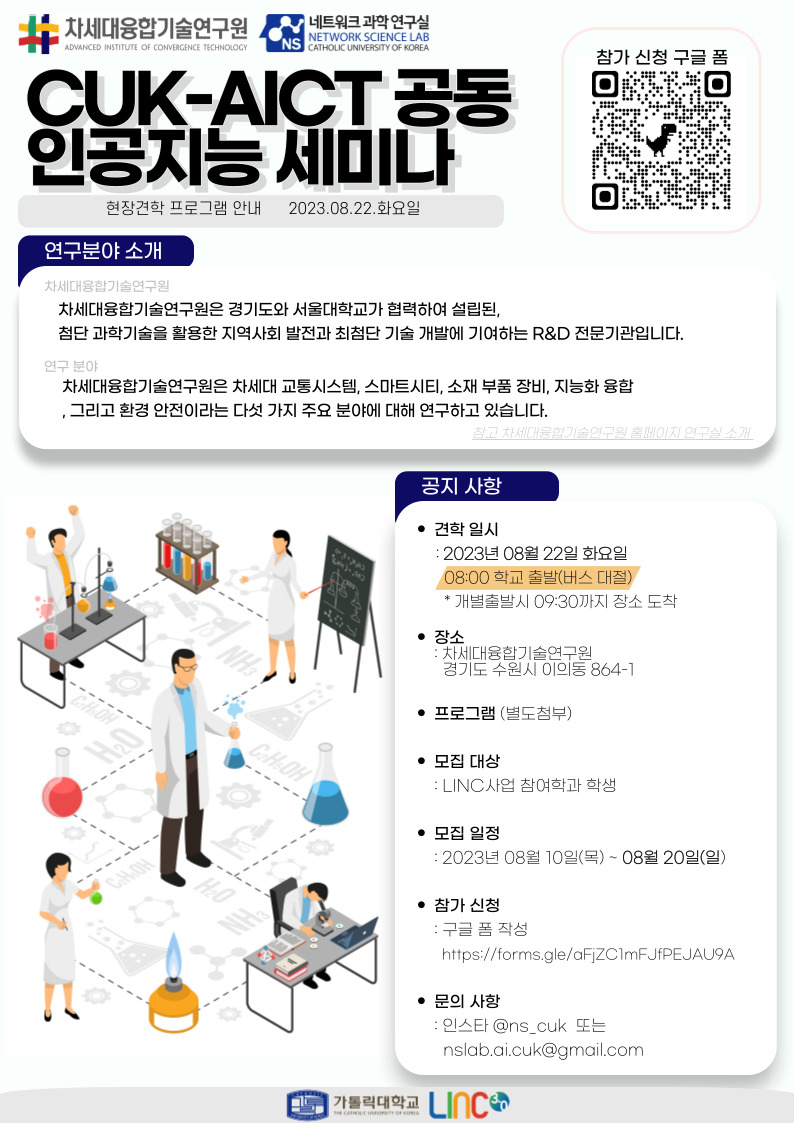 차세대융합기술연구원
ADVANCED INSTITUTE OF CONVERGENCE TECHNOLOGY
NS
네트워크 과학 연구실
NETWORK SCIENCE LAB
CATHOLIC UNIVERSITY OF KOREA
참가 신청 구글 폼
CUK-AICT 공동
인공지능 세미나
현장견학 프로그램 안내 2023.08.22.화요일
연구분야 소개
차세대융합기술연구원
차세대융합기술연구원은 경기도와 서울대학교가 협력하여 설립된,
첨단 과학기술을 활용한 지역사회 발전과 최첨단 기술 개발에 기여하는 R&D 전문기관입니다.
연구 분야
차세대융합기술연구원은 차세대 교통시스템, 스마트시티, 소재 부품 장비, 지능화 융합
, 그리고 환경 안전이라는 다섯 가지 주요 분야에 대해 연구하고 있습니다.
참고 차세대융합기술연구원 홈페이지 연구실 소개
공지 사항
• 견학 일시
: 2023년 08월 22일 화요일
08:00 학교 출발(버스 대절)
* 개별출발시 09:30까지 장소 도착
• 장소
: 차세대융합기술연구원
경기도 수원시 이의동 864-1
• 프로그램 (별도첨부)
• 모집 대상
: LINC사업 참여학과 학생
• 모집 일정
: 2023년 08월 10일(목) ~ 08월 20일(일)
• 참가 신청
: 구글 폼 작성
https://forms.gle/aFjZC1mFJfPEJAU9A
• 문의 사항
: 인스타 @ns_cuk 또는
nslab.ai.cuk@gmail.com
NH3
C2H5OH
H2O
C2H5OH
C2H5OH
H2O
NH3
가톨릭대학교
THE CATHOLIC UNIVERSITY OF KOREA
LINC 3.0